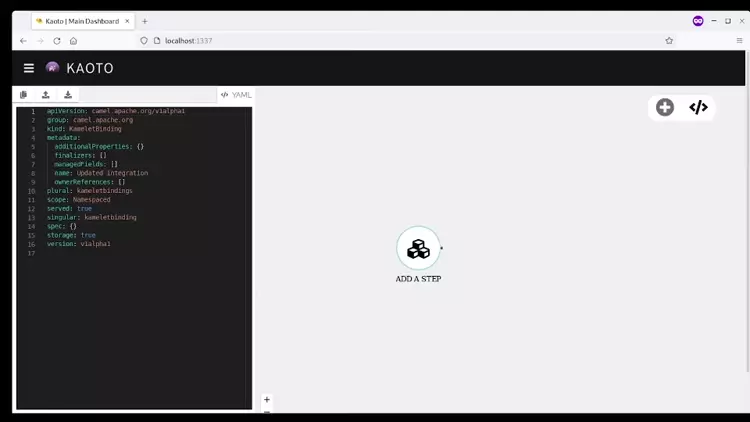 Kaoto | Main Dashboard
localhost:1337
KAOTO
YAML
1 apiVersion: camel.apache.org/v1alpha1
2 group: camel.apache.org
3 kind: KameletBinding
4 metadata:
5 additionalProperties: {}
6 finalizers: []
7 managedFields: []
8 name: Updated integration
9 ownerReferences: []
10 plural: kameletbindings
11 scope: Namespaced
12 served: true
13 singular: kameletbinding
14 spec: {}
15 storage: true
16 version: v1alpha1
17
ADD A STEP